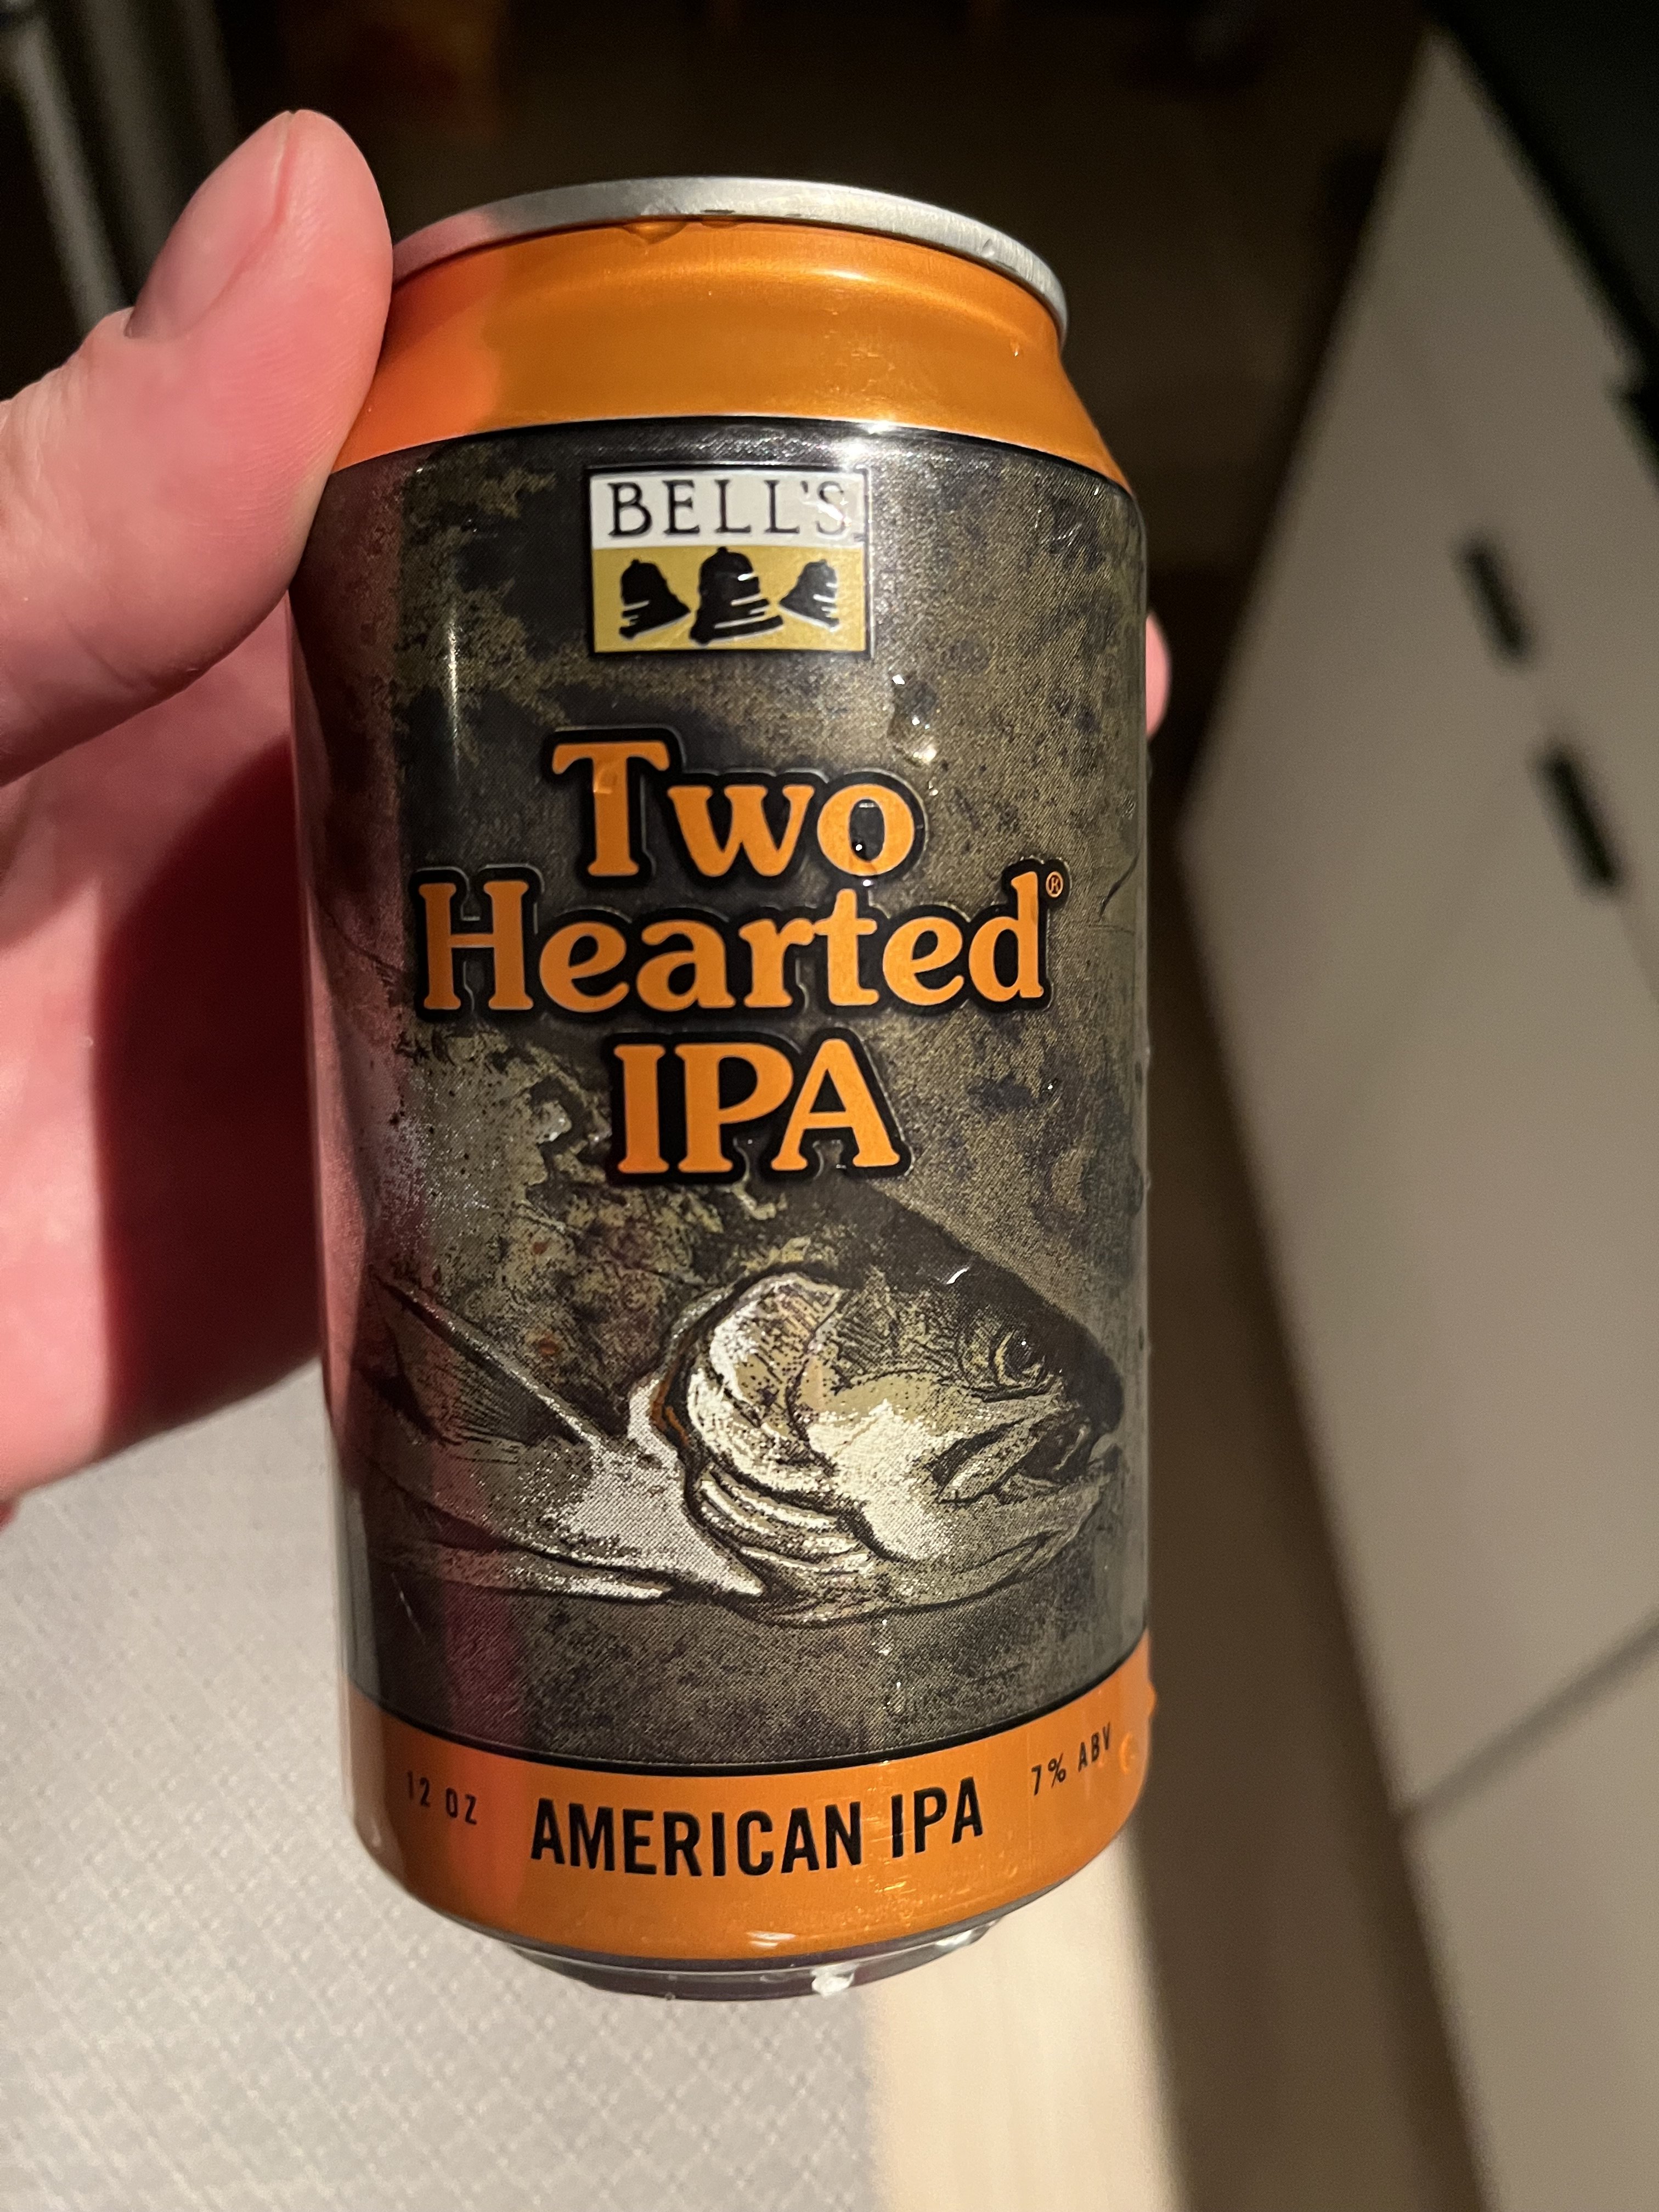 BELL'S
Two
Hearted®
IPA
12 OZ AMERICAN IPA 7% ABV